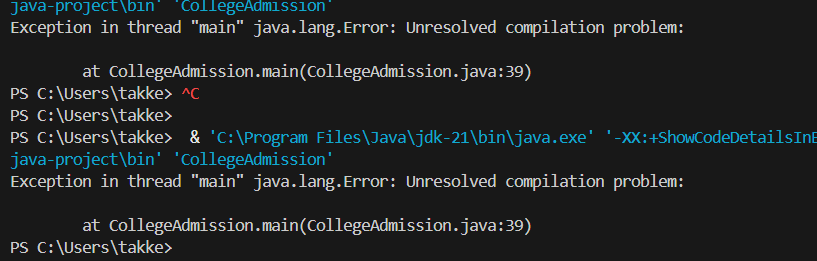 java-project\bin' 'CollegeAdmission'
Exception in thread "main" java.lang.Error: Unresolved compilation problem:
at CollegeAdmission.main(CollegeAdmission.java:39)
PS C:\Users\takke> ^C
PS C:\Users\takke>
PS C:\Users\takke>  & 'C:\Program Files\Java\jdk-21\bin\java.exe' '-XX:+ShowCodeDetailsInE
java-project\bin' 'CollegeAdmission'
Exception in thread "main" java.lang.Error: Unresolved compilation problem:
at CollegeAdmission.main(CollegeAdmission.java:39)
PS C:\Users\takke>